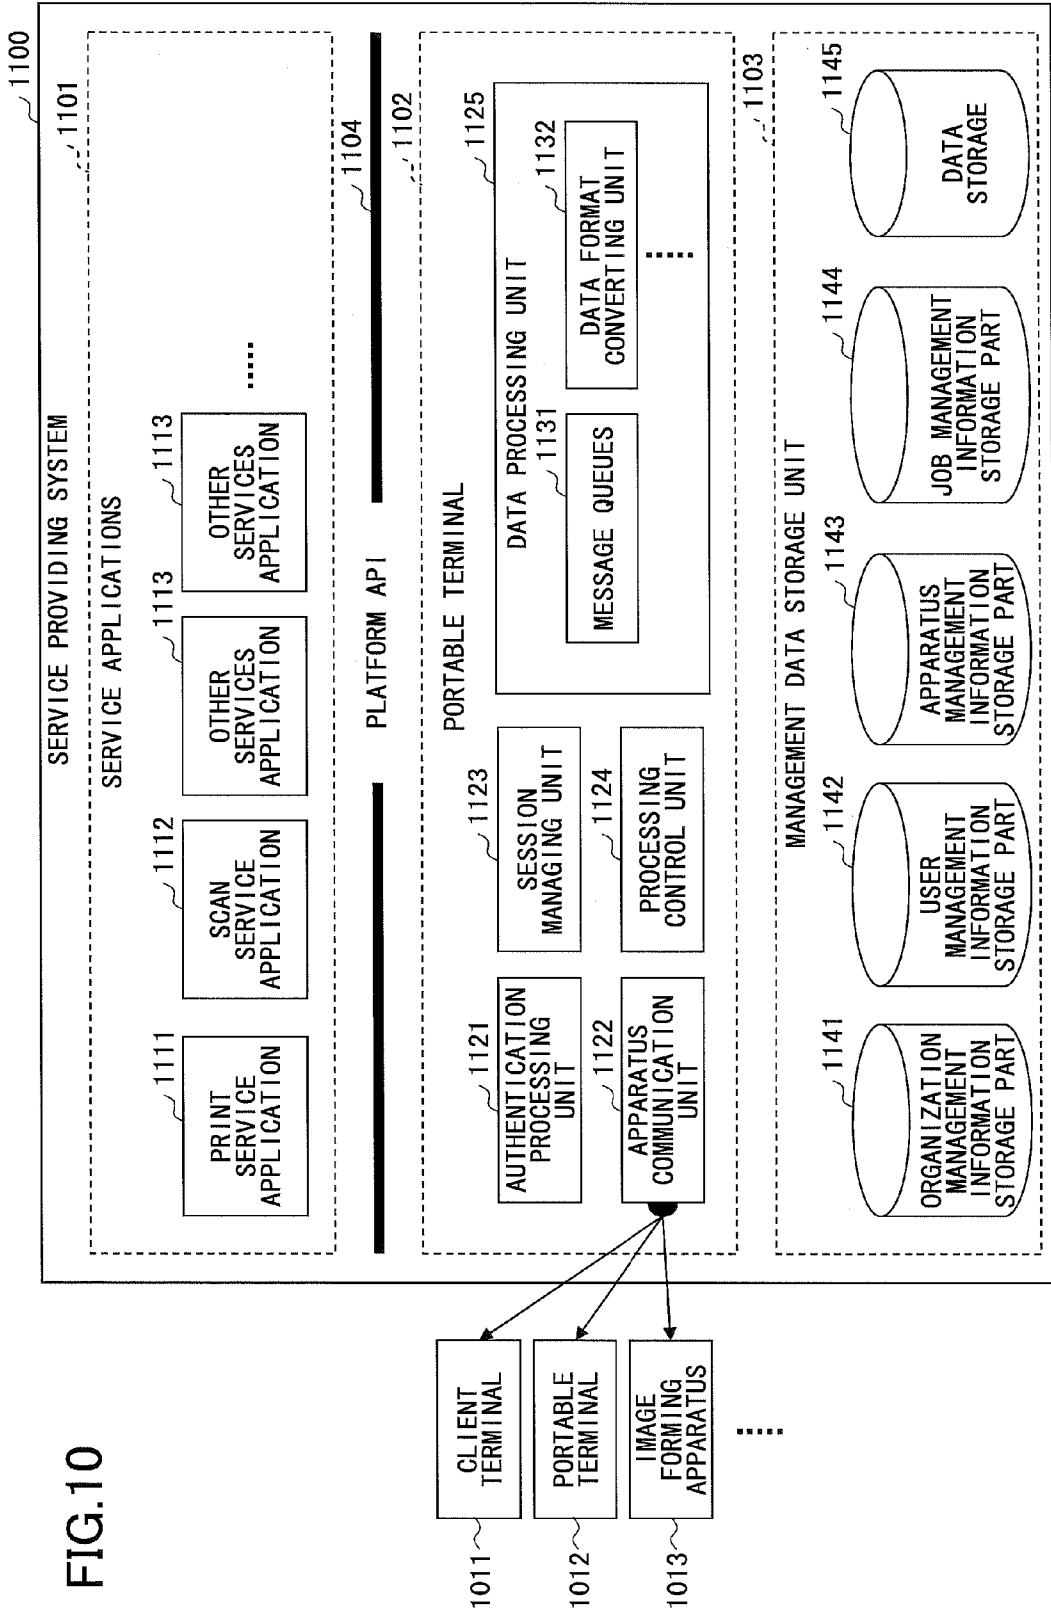 FIG.10
1100
SERVICE PROVIDING SYSTEM
1101
SERVICE APPLICATIONS
1111
PRINT
SERVICE
APPLICATION
1112
SCAN
SERVICE
APPLICATION
1113
OTHER
SERVICES
APPLICATION
1113
OTHER
SERVICES
APPLICATION
1104
PLATFORM API
1102
PORTABLE TERMINAL
1121
AUTHENTICATION
PROCESSING
UNIT
1123
SESSION
MANAGING UNIT
1122
APPARATUS
COMMUNICATION
UNIT
1124
PROCESSING
CONTROL UNIT
1125
DATA PROCESSING UNIT
1131
MESSAGE QUEUES
1132
DATA FORMAT
CONVERTING UNIT
1011
CLIENT
TERMINAL
1012
PORTABLE
TERMINAL
1013
IMAGE
FORMING
APPARATUS
1103
MANAGEMENT DATA STORAGE UNIT
1141
ORGANIZATION
MANAGEMENT
INFORMATION
STORAGE PART
1142
USER
MANAGEMENT
INFORMATION
STORAGE PART
1143
APPARATUS
MANAGEMENT
INFORMATION
STORAGE PART
1144
JOB MANAGEMENT
INFORMATION
STORAGE PART
1145
DATA
STORAGE